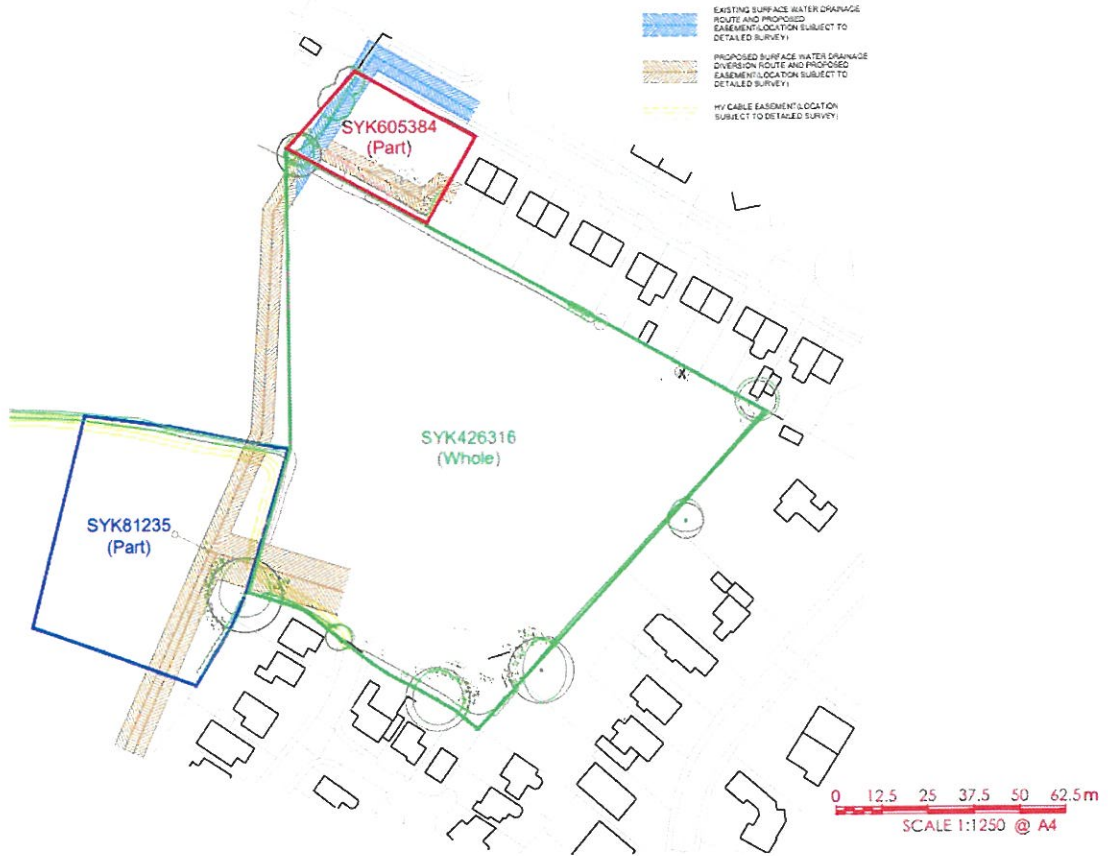 EXISTING SURFACE WATER DRAINAGE
ROUTE AND PROPOSED
EASEMENT(LOCATION SUBJECT TO
DETAILED SURVEY)
PROPOSED SURFACE WATER DRAINAGE
DIVERSION ROUTE AND PROPOSED
EASEMENT(LOCATION SUBJECT TO
DETAILED SURVEY)
HV CABLE EASEMENT(LOCATION
SUBJECT TO DETAILED SURVEY)
SYK605384
(Part)
X
SYK426316
(Whole)
SYK81235
(Part)
0 12.5 25 37.5 50 62.5m
SCALE 1:1250 @ A4